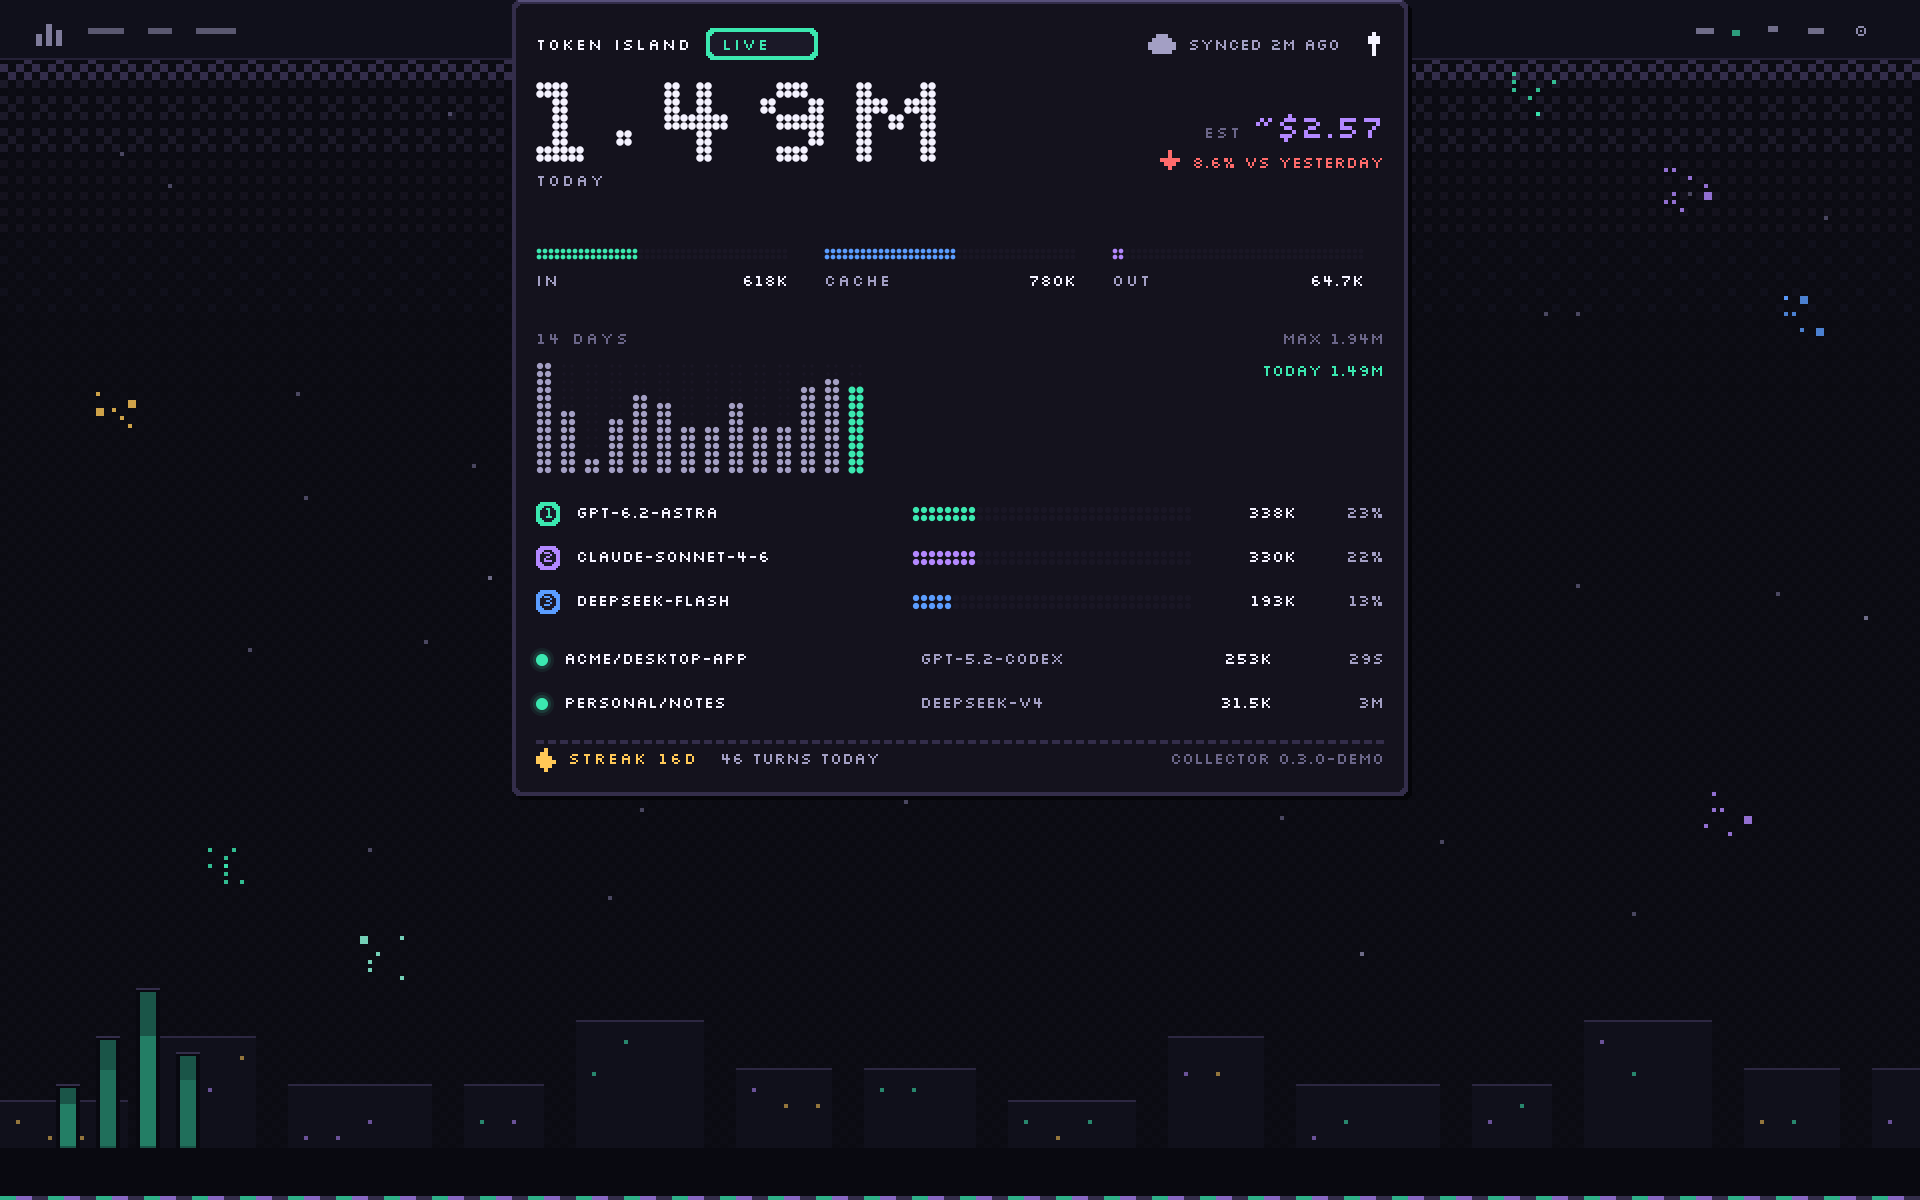 TOKEN ISLAND LIVE SYNCED 2M AGO
1.49M
EST ~$2.57
8.6% VS YESTERDAY
TODAY
IN 618K CACHE 780K OUT 64.7K
14 DAYS MAX 1.94M
TODAY 1.49M
1 GPT-6.2-ASTRA 338K 23%
2 CLAUDE-SONNET-4-6 330K 22%
3 DEEPSEEK-FLASH 193K 13%
ACME/DESKTOP-APP GPT-5.2-CODEX 253K 29S
PERSONAL/NOTES DEEPSEEK-V4 31.5K 3M
STREAK 16D 46 TURNS TODAY COLLECTOR 0.3.0-DEMO